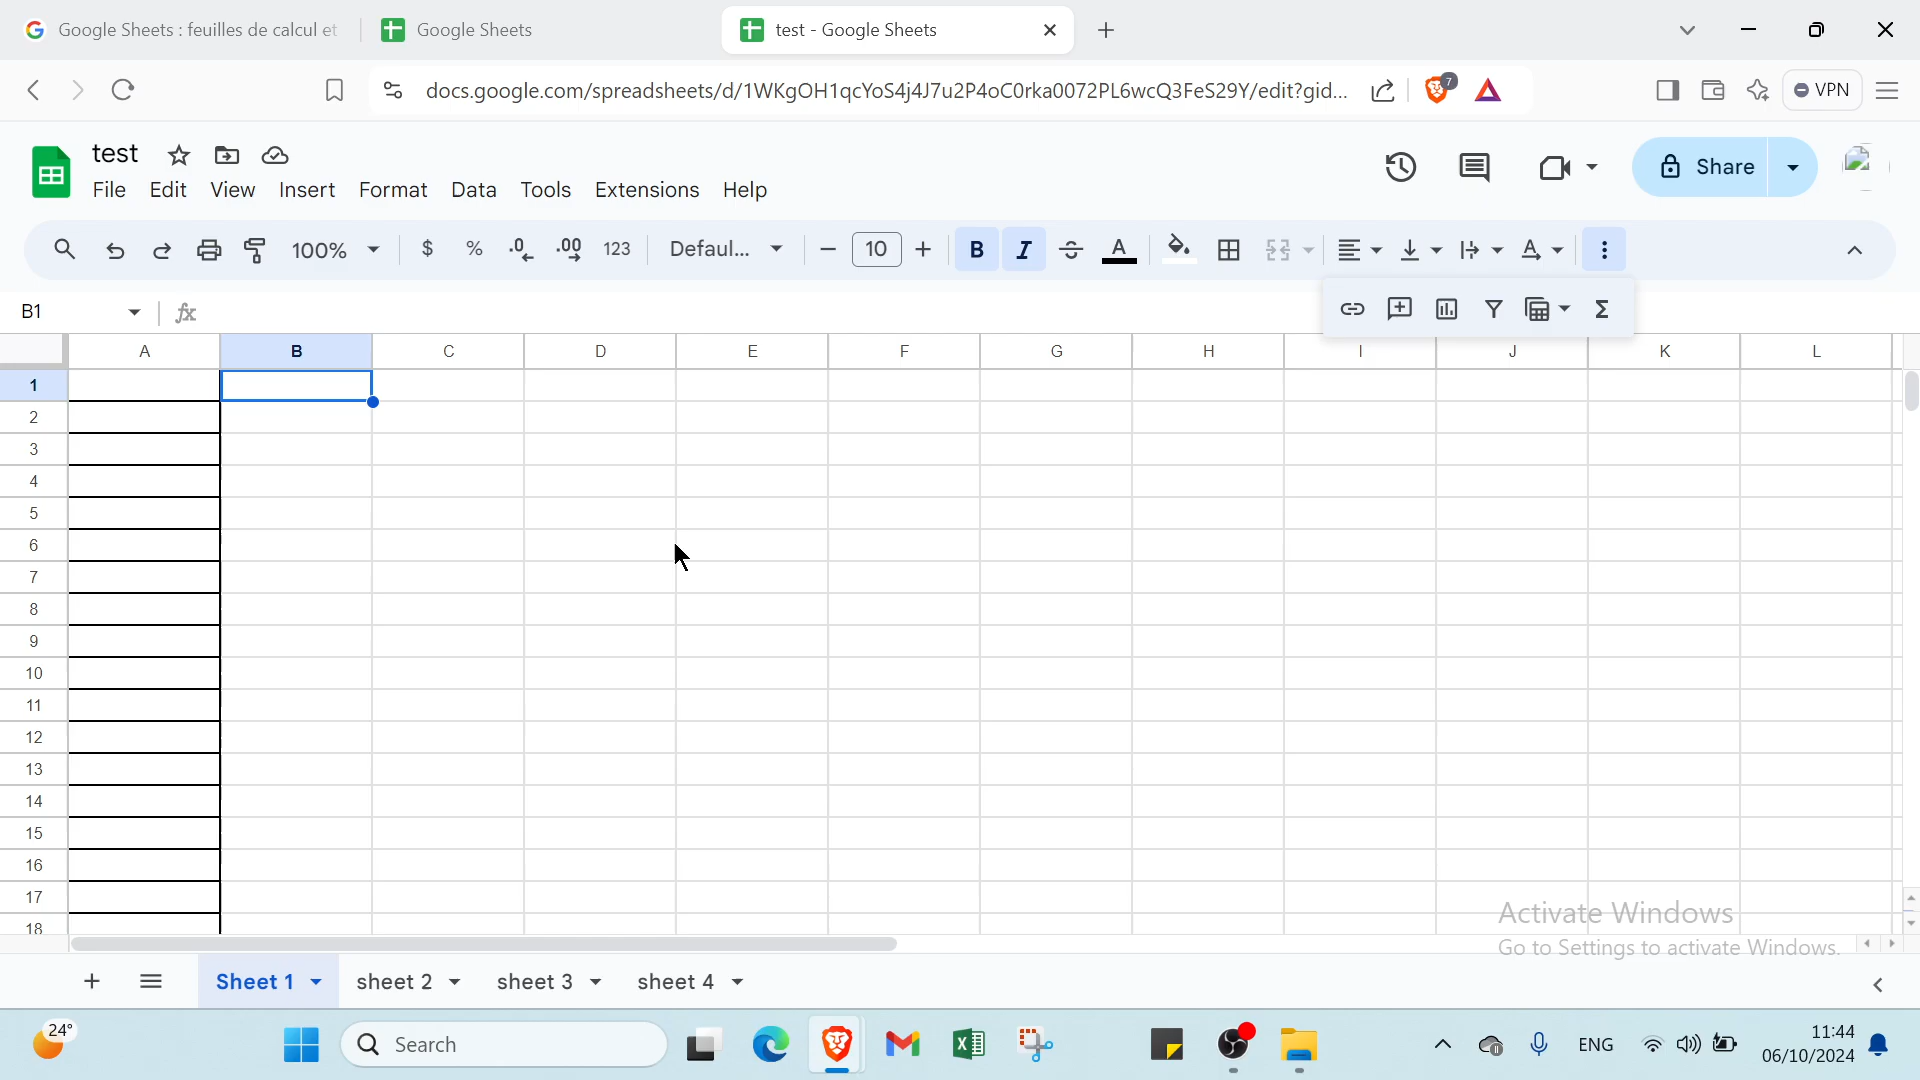 Google Sheets : feuilles de calcul et
Google Sheets
test - Google Sheets
docs.google.com/spreadsheets/d/1WKgOH1qcYoS4j4J7u2P4oC0rka0072PL6wcQ3FeS29Y/edit?gid...
7
VPN
test
File Edit View Insert Format Data Tools Extensions Help
Share
100% $ % .0 .00 123 Defaul... 10 B I A A
B1 fx Σ
A B C D E F G H I J K L
1
2
3
4
5
6
7
8
9
10
11
12
13
14
15
16
17
18
Activate Windows
Go to Settings to activate Windows.
Sheet 1 sheet 2 sheet 3 sheet 4
24°
Search
ENG
11:44
06/10/2024